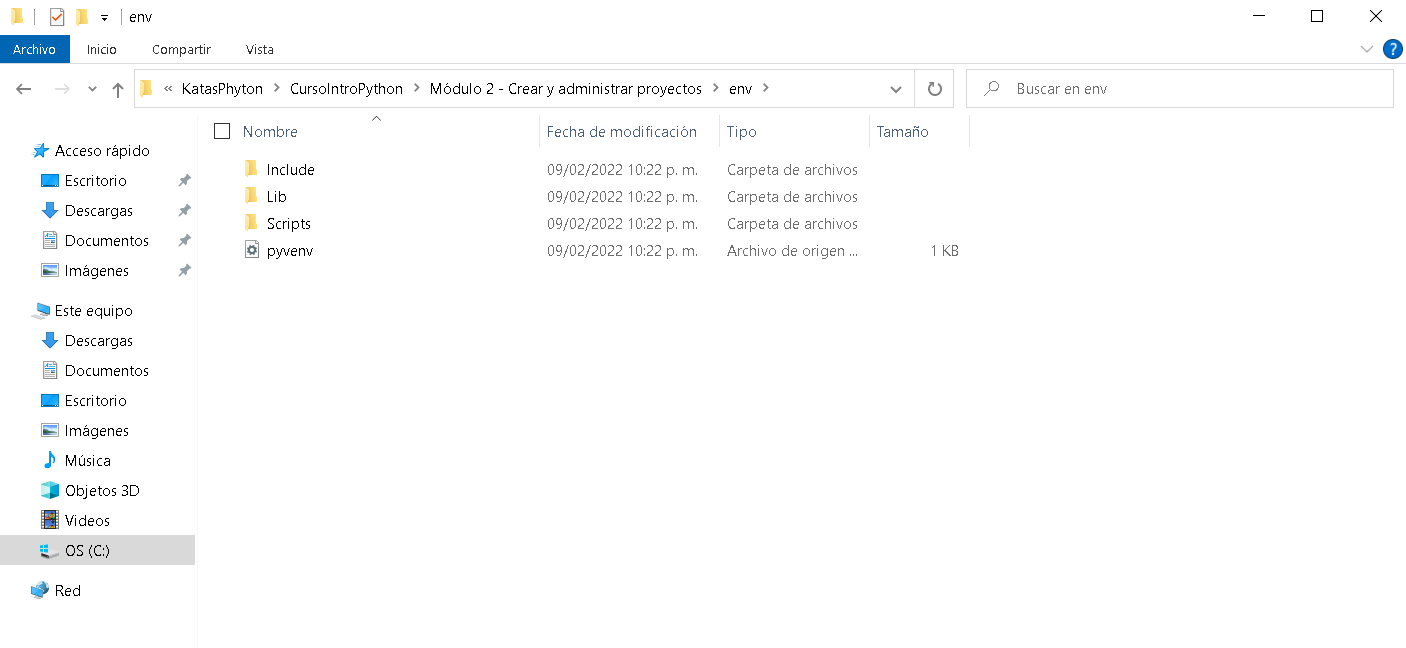 env
Archivo Inicio Compartir Vista
« KatasPhyton > CursoIntroPython > Módulo 2 - Crear y administrar proyectos > env > Buscar en env
Nombre Fecha de modificación Tipo Tamaño
Acceso rápido
Escritorio
Descargas
Documentos
Imágenes
Este equipo
Descargas
Documentos
Escritorio
Imágenes
Música
Objetos 3D
Videos
OS (C:)
Red
Include 09/02/2022 10:22 p. m. Carpeta de archivos
Lib 09/02/2022 10:22 p. m. Carpeta de archivos
Scripts 09/02/2022 10:22 p. m. Carpeta de archivos
pyvenv 09/02/2022 10:22 p. m. Archivo de origen ... 1 KB